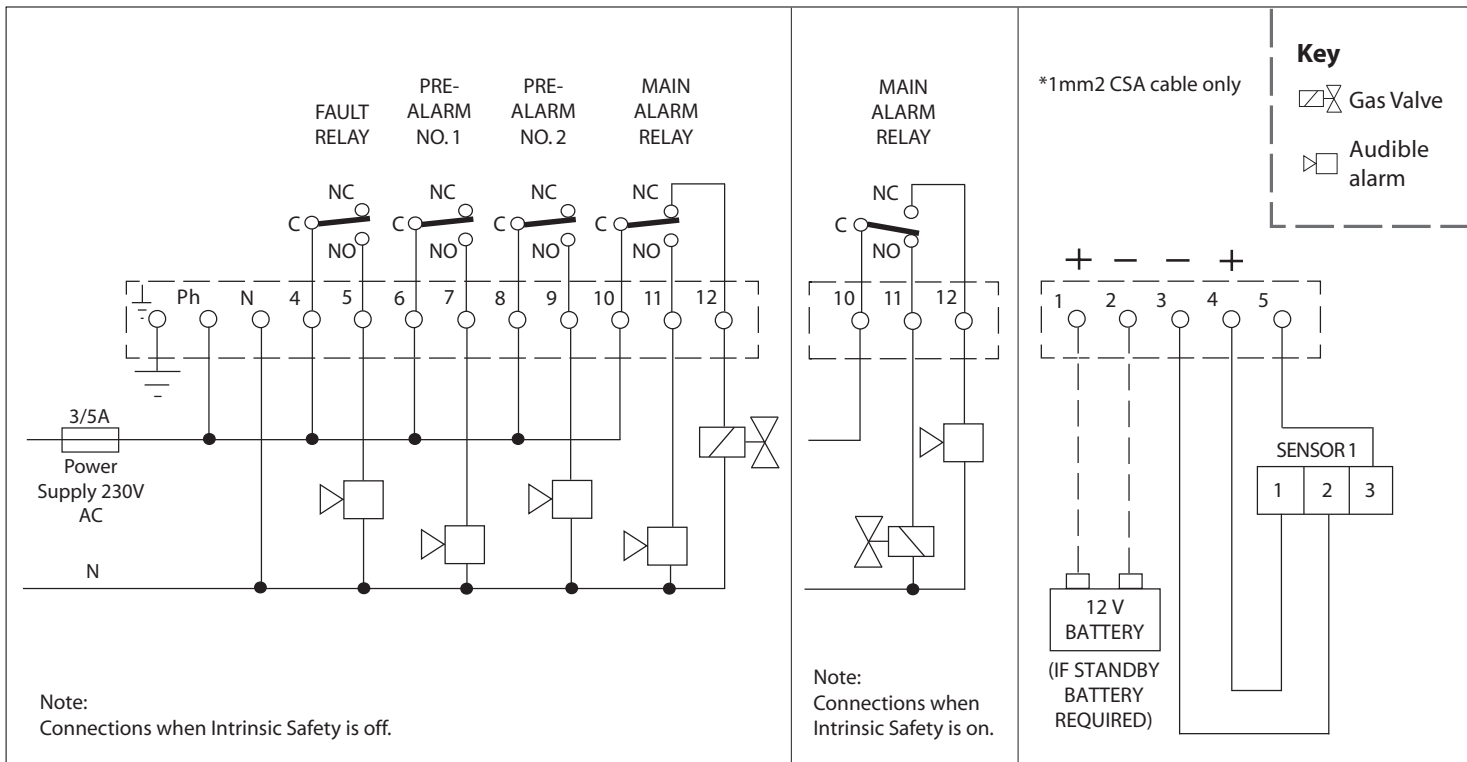 FAULT
RELAY
PRE-
ALARM
NO. 1
PRE-
ALARM
NO. 2
MAIN
ALARM
RELAY
NC
C
NO
NC
C
NO
NC
C
NO
NC
C
NO
Ph N 4 5 6 7 8 9 10 11 12
3/5A
Power
Supply 230V
AC
N
Note:
Connections when Intrinsic Safety is off.
MAIN
ALARM
RELAY
NC
C
NO
10 11 12
Note:
Connections when
Intrinsic Safety is on.
*1mm2 CSA cable only
Key
Gas Valve
Audible
alarm
+ − − +
1 2 3 4 5
SENSOR 1
1 2 3
12 V
BATTERY
(IF STANDBY
BATTERY
REQUIRED)